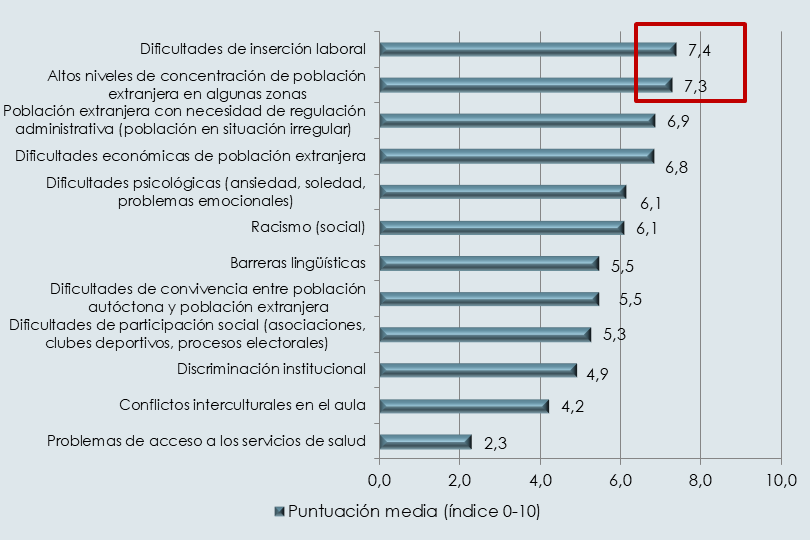 Dificultades de inserción laboral
7,4
Altos niveles de concentración de población
extranjera en algunas zonas
7,3
Población extranjera con necesidad de regulación
administrativa (población en situación irregular)
6,9
Dificultades económicas de población extranjera
6,8
Dificultades psicológicas (ansiedad, soledad,
problemas emocionales)
6,1
Racismo (social)
6,1
Barreras lingüísticas
5,5
Dificultades de convivencia entre población
autóctona y población extranjera
5,5
Dificultades de participación social (asociaciones,
clubes deportivos, procesos electorales)
5,3
Discriminación institucional
4,9
Conflictos interculturales en el aula
4,2
Problemas de acceso a los servicios de salud
2,3
0,0 2,0 4,0 6,0 8,0 10,0
Puntuación media (índice 0-10)